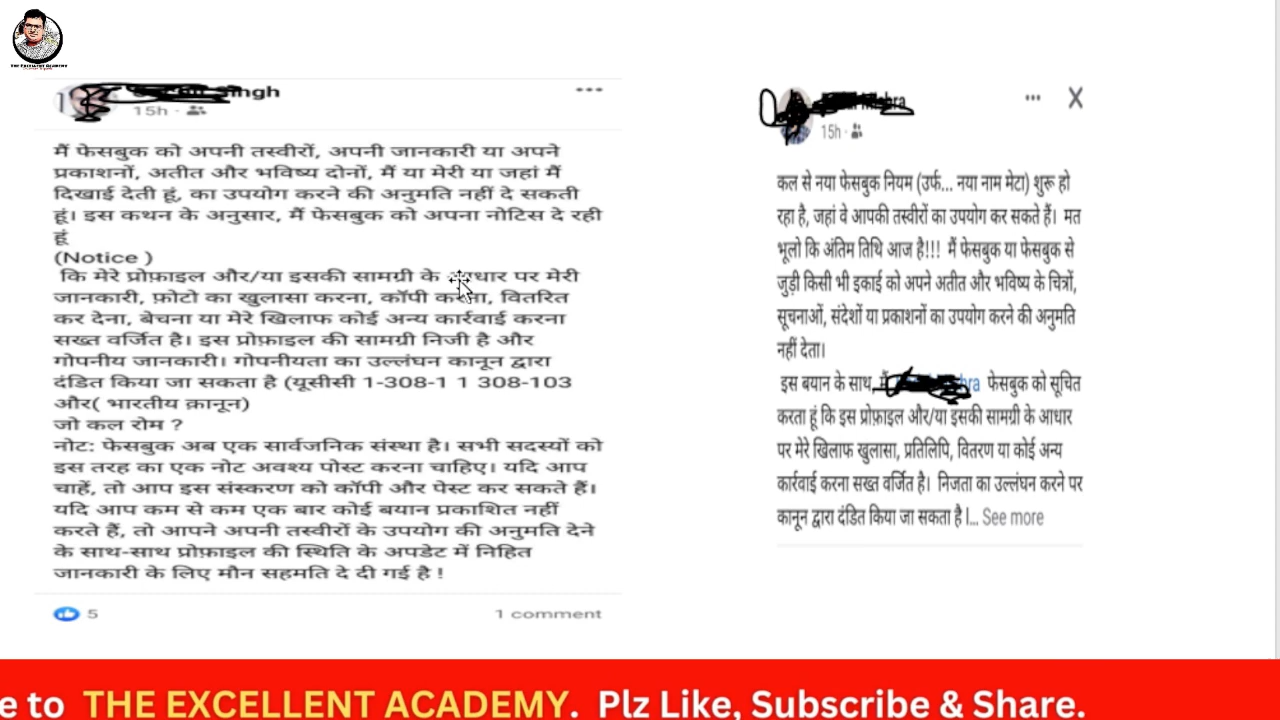 THE EXCELLENT ACADEMY
Singh
15h
मैं फेसबुक को अपनी तस्वीरों, अपनी जानकारी या अपने
प्रकाशनों, अतीत और भविष्य दोनों, मैं या मेरी या जहां मैं
दिखाई देती हूं, का उपयोग करने की अनुमति नहीं दे सकती
हूं। इस कथन के अनुसार, मैं फेसबुक को अपना नोटिस दे रही
हूं
(Notice )
कि मेरे प्रोफ़ाइल और/या इसकी सामग्री के आधार पर मेरी
जानकारी, फ़ोटो का खुलासा करना, कॉपी करना, वितरित
कर देना, बेचना या मेरे खिलाफ कोई अन्य कार्रवाई करना
सख्त वर्जित है। इस प्रोफ़ाइल की सामग्री निजी है और
गोपनीय जानकारी। गोपनीयता का उल्लंघन कानून द्वारा
दंडित किया जा सकता है (यूसीसी 1-308-1 1 308-103
और( भारतीय क़ानून)
जो कल रोम ?
नोट: फेसबुक अब एक सार्वजनिक संस्था है। सभी सदस्यों को
इस तरह का एक नोट अवश्य पोस्ट करना चाहिए। यदि आप
चाहें, तो आप इस संस्करण को कॉपी और पेस्ट कर सकते हैं।
यदि आप कम से कम एक बार कोई बयान प्रकाशित नहीं
करते हैं, तो आपने अपनी तस्वीरों के उपयोग की अनुमति देने
के साथ-साथ प्रोफ़ाइल की स्थिति के अपडेट में निहित
जानकारी के लिए मौन सहमति दे दी गई है !
5
1 comment
X
15h
कल से नया फेसबुक नियम (उर्फ... नया नाम मेटा) शुरू हो
रहा है, जहां वे आपकी तस्वीरों का उपयोग कर सकते हैं। मत
भूलो कि अंतिम तिथि आज है!!! मैं फेसबुक या फेसबुक से
जुड़ी किसी भी इकाई को अपने अतीत और भविष्य के चित्रों,
सूचनाओं, संदेशों या प्रकाशनों का उपयोग करने की अनुमति
नहीं देता।
इस बयान के साथ, मैं फेसबुक को सूचित
करता हूं कि इस प्रोफ़ाइल और/या इसकी सामग्री के आधार
पर मेरे खिलाफ खुलासा, प्रतिलिपि, वितरण या कोई अन्य
कार्रवाई करना सख्त वर्जित है। निजता का उल्लंघन करने पर
कानून द्वारा दंडित किया जा सकता है।... See more
e to THE EXCELLENT ACADEMY. Plz Like, Subscribe & Share.